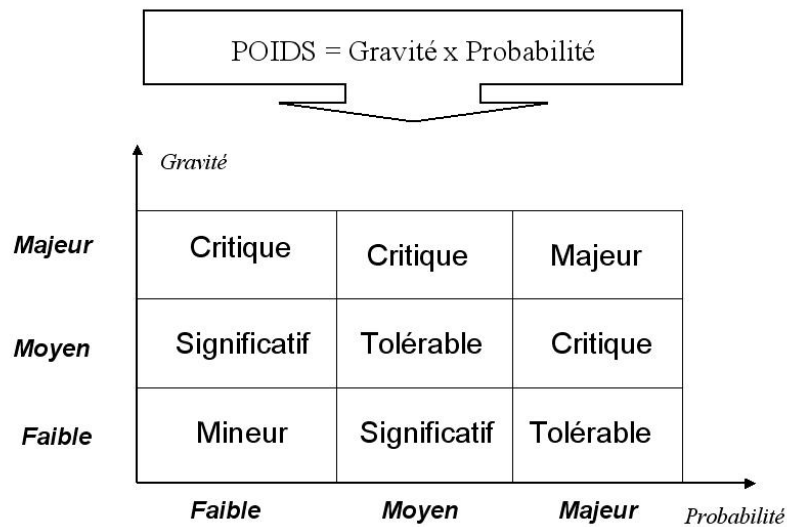 POIDS = Gravité x Probabilité
Gravité
Majeur Critique Critique Majeur
Moyen Significatif Tolérable Critique
Faible Mineur Significatif Tolérable
Faible Moyen Majeur Probabilité